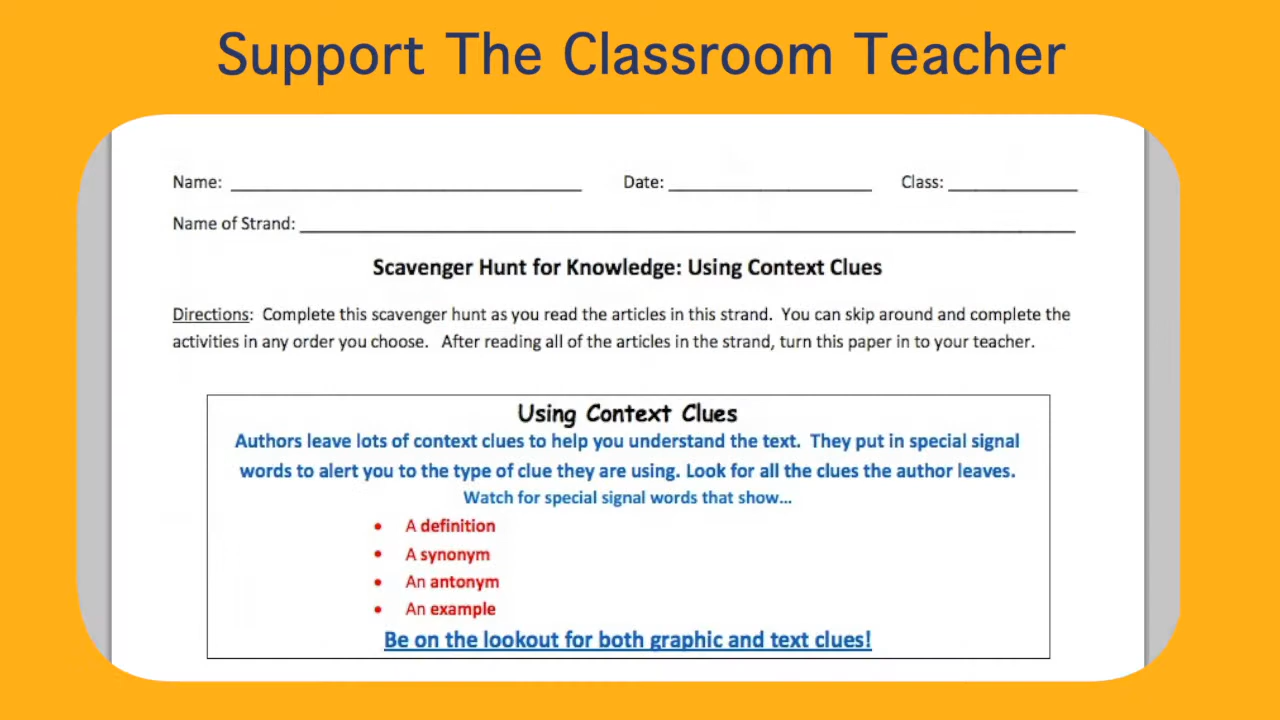 Support The Classroom Teacher
Name: ____________________ Date: ____________ Class: ________
Name of Strand: ________________________________________
Scavenger Hunt for Knowledge: Using Context Clues
Directions: Complete this scavenger hunt as you read the articles in this strand. You can skip around and complete the
activities in any order you choose. After reading all of the articles in the strand, turn this paper in to your teacher.
Using Context Clues
Authors leave lots of context clues to help you understand the text. They put in special signal
words to alert you to the type of clue they are using. Look for all the clues the author leaves.
Watch for special signal words that show…
• A definition
• A synonym
• An antonym
• An example
Be on the lookout for both graphic and text clues!